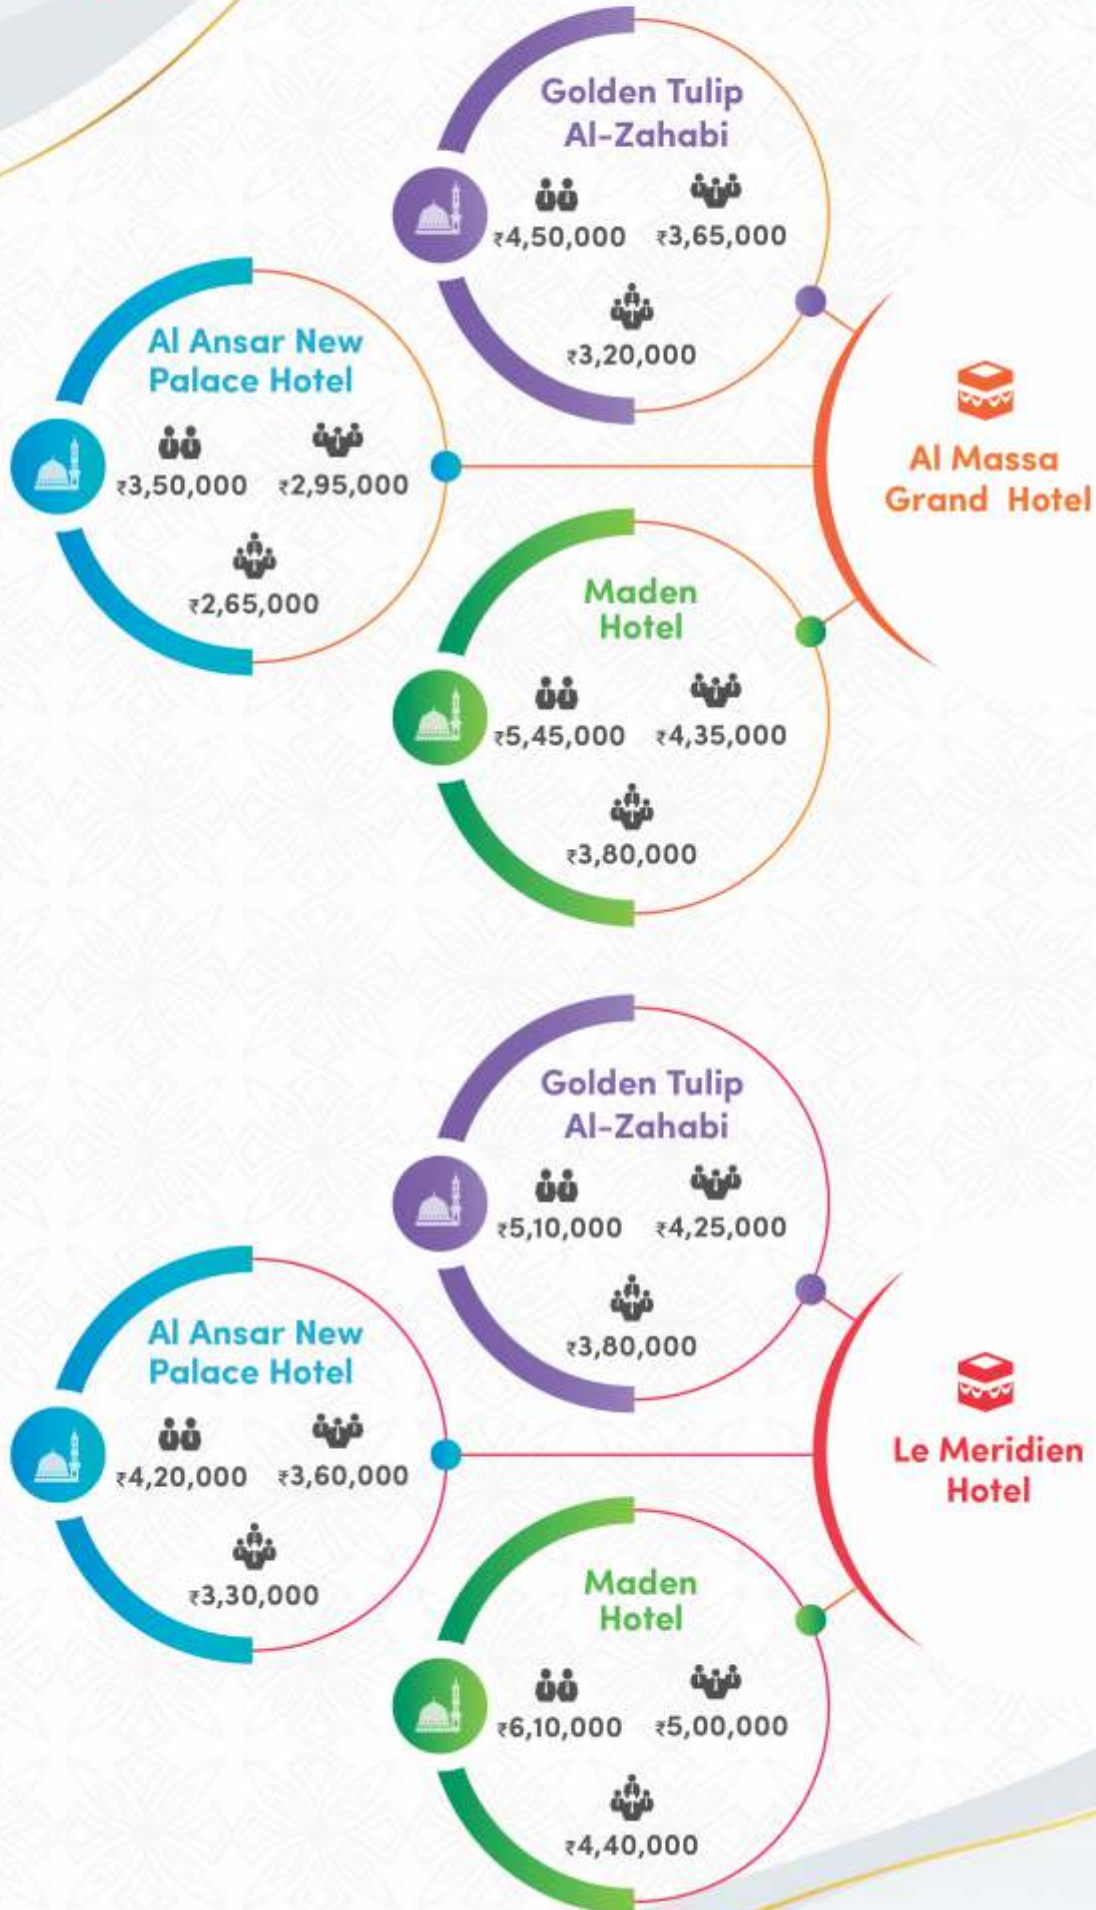 Golden Tulip
Al-Zahabi
₹4,50,000 ₹3,65,000
₹3,20,000
Al Ansar New
Palace Hotel
₹3,50,000 ₹2,95,000
₹2,65,000
Al Massa
Grand Hotel
Maden
Hotel
₹5,45,000 ₹4,35,000
₹3,80,000
Golden Tulip
Al-Zahabi
₹5,10,000 ₹4,25,000
₹3,80,000
Al Ansar New
Palace Hotel
₹4,20,000 ₹3,60,000
₹3,30,000
Le Meridien
Hotel
Maden
Hotel
₹6,10,000 ₹5,00,000
₹4,40,000